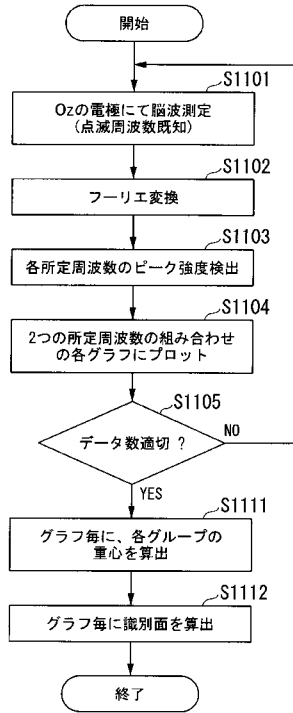 開始
S1101
Ozの電極にて脳波測定
(点滅周波数既知)
S1102
フーリエ変換
S1103
各所定周波数のピーク強度検出
S1104
2つの所定周波数の組み合わせ
の各グラフにプロット
S1105
データ数適切 ?
NO
YES
S1111
グラフ毎に、各グループの
重心を算出
S1112
グラフ毎に識別面を算出
終了